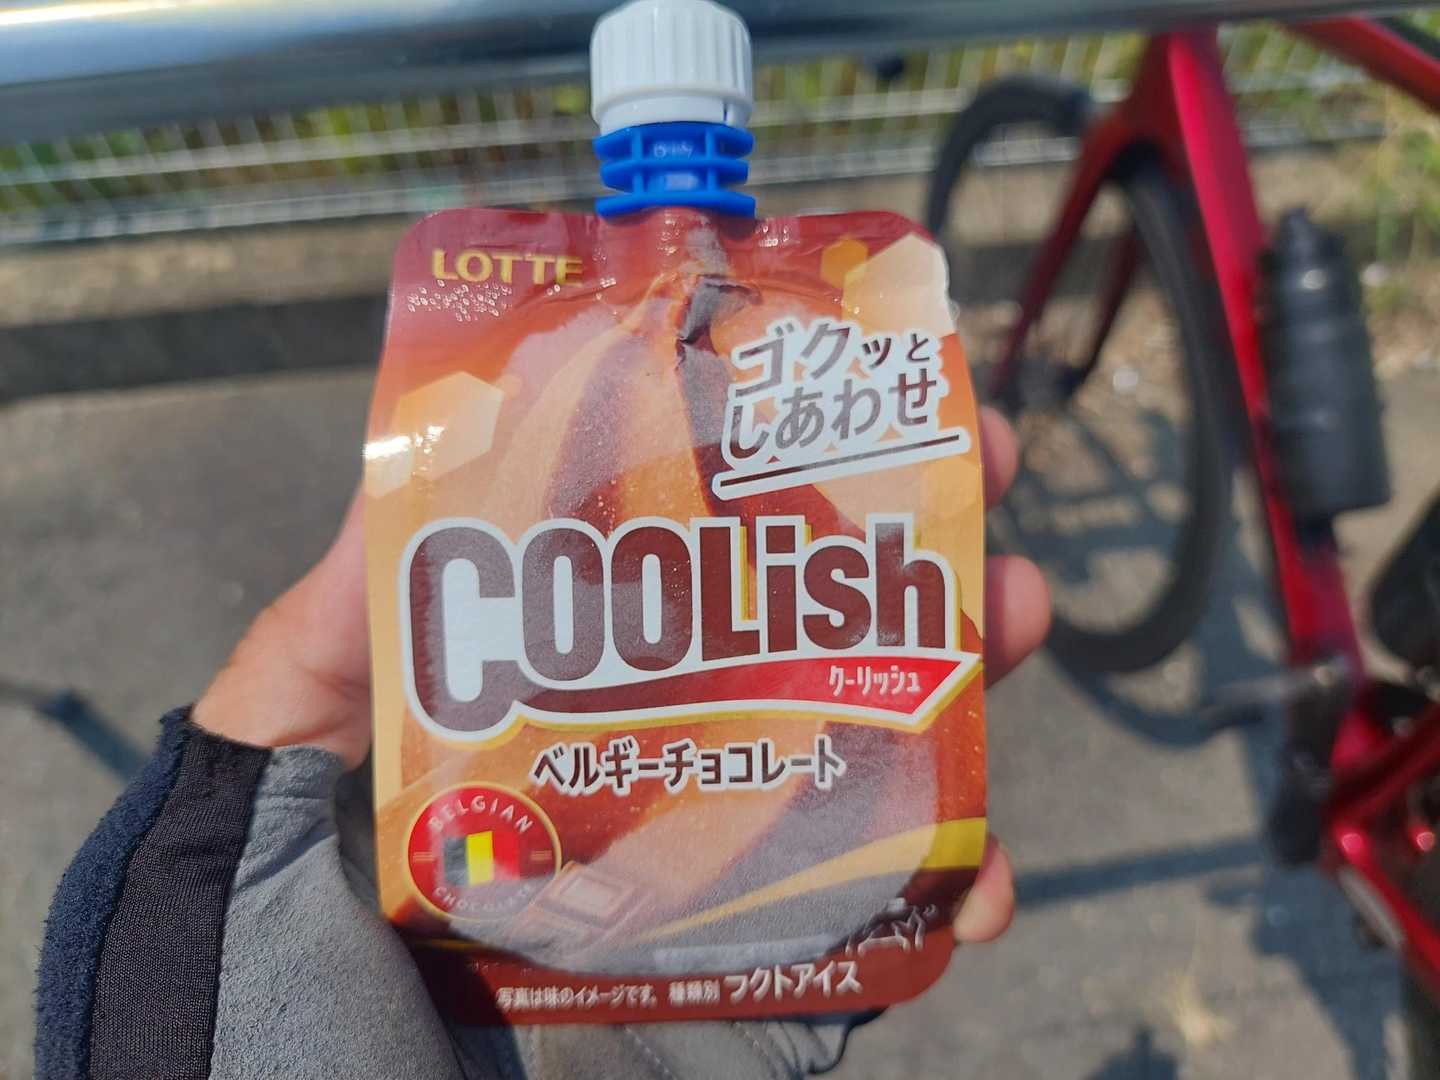 LOTTE
ゴクッと
しあわせ
COOLish
クーリッシュ
ベルギーチョコレート
BELGIAN
CHOCOLATE
写真は味のイメージです。 種類別 フクトアイス